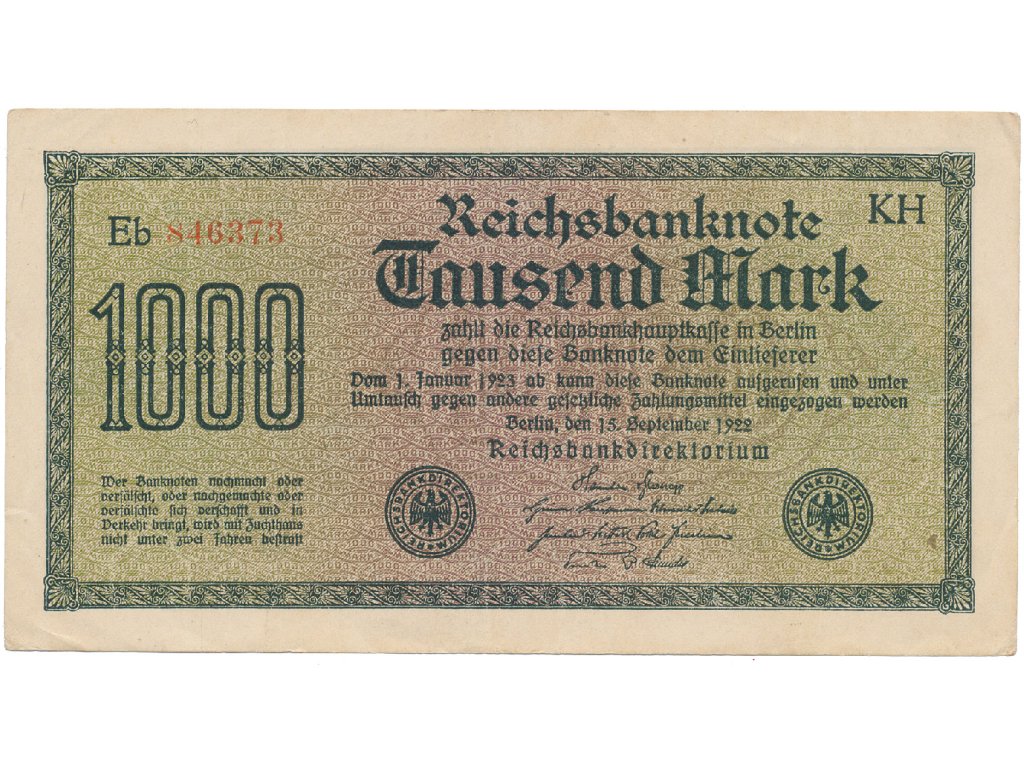 Eb 846373
KH
Reichsbanknote
Tausend Mark
1000
zahlt die Reichsbankhauptkasse in Berlin
gegen diese Banknote dem Einlieferer
Vom 1. Januar 1923 ab kann diese Banknote aufgerufen und unter
Umtausch gegen andere gesetzliche Zahlungsmittel eingezogen werden
Berlin, den 15. September 1922
Reichsbankdirektorium
Wer Banknoten nachmacht oder
verfälscht, oder nachgemachte oder
verfälschte sich verschafft und in
Verkehr bringt, wird mit Zuchthaus
nicht unter zwei Jahren bestraft
REICHSBANKDIREKTORIUM
REICHSBANKDIREKTORIUM